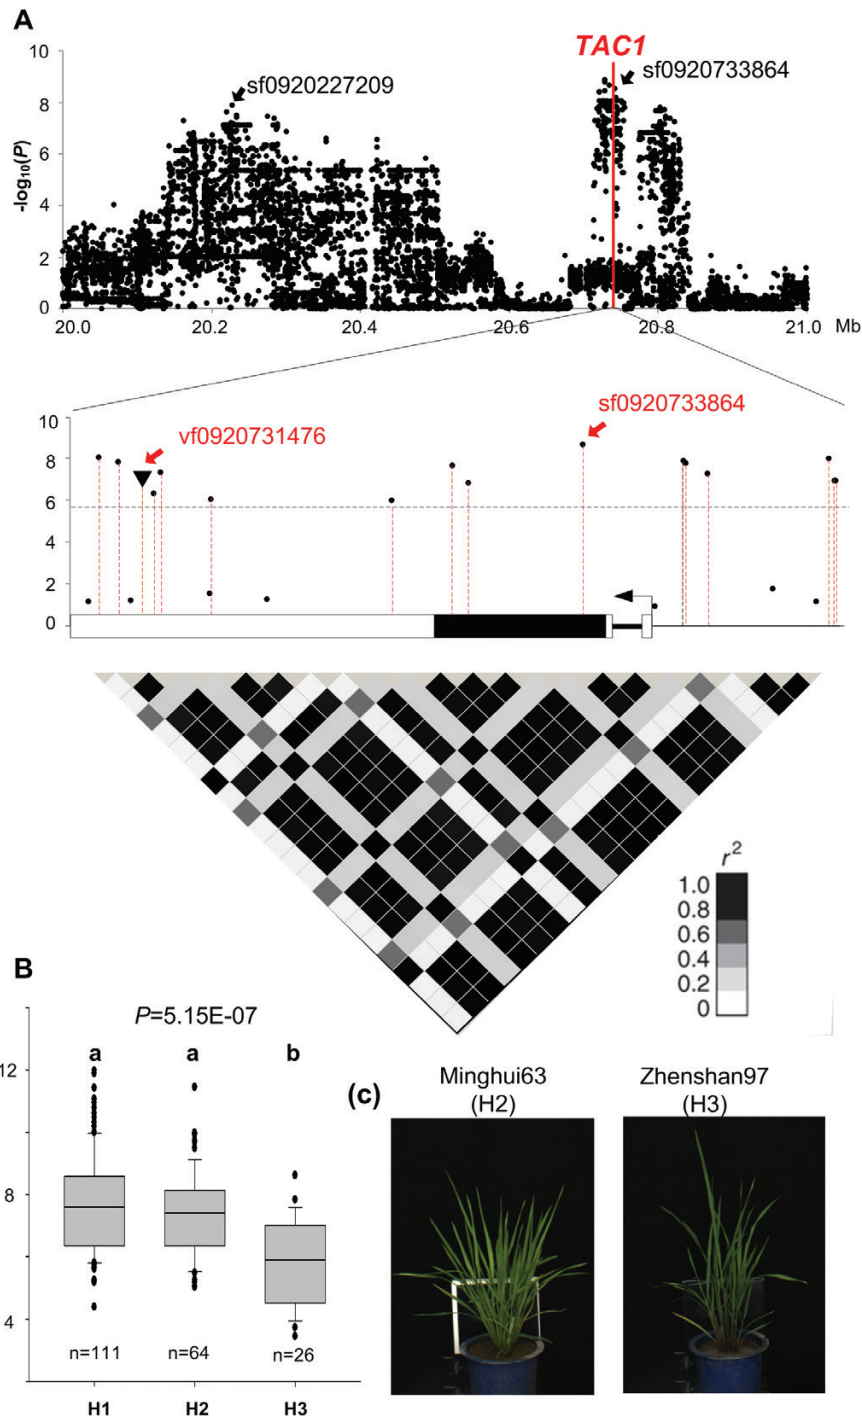 A
TAC1
sf0920227209
sf0920733864
-log10(P)
10
8
6
4
2
0
20.0 20.2 20.4 20.6 20.8 21.0 Mb
sf0920733864
vf0920731476
10
8
6
4
2
0
r2
1.0
0.8
0.6
0.4
0.2
0
B
P=5.15E-07
a a b
12
8
4
n=111 n=64 n=26
H1 H2 H3
(c)
Minghui63 Zhenshan97
(H2) (H3)